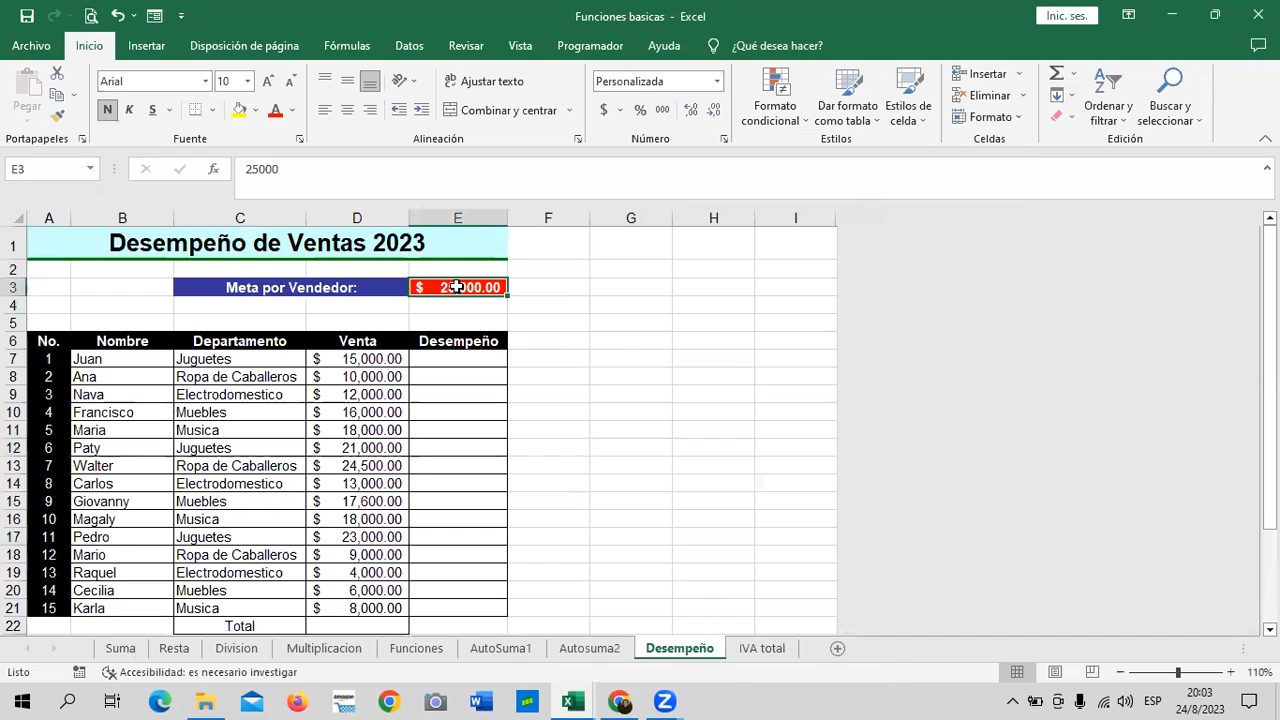 Funciones basicas - Excel
Inic. ses.
Archivo Inicio Insertar Disposición de página Fórmulas Datos Revisar Vista Programador Ayuda ¿Qué desea hacer?
Pegar
Arial 10
N K S
Ajustar texto
Combinar y centrar
Personalizada
$ % 000
Formato condicional
Dar formato como tabla
Estilos de celda
Insertar
Eliminar
Formato
Ordenar y filtrar
Buscar y seleccionar
Portapapeles Fuente Alineación Número Estilos Celdas Edición
E3 fx 25000
A B C D E F G H I
1 Desempeño de Ventas 2023
2
3 Meta por Vendedor: $
4
5
6 No. Nombre Departamento Venta Desempeño
7 1 Juan Juguetes $ 15,000.00
8 2 Ana Ropa de Caballeros $ 10,000.00
9 3 Nava Electrodomestico $ 12,000.00
10 4 Francisco Muebles $ 16,000.00
11 5 Maria Musica $ 18,000.00
12 6 Paty Juguetes $ 21,000.00
13 7 Walter Ropa de Caballeros $ 24,500.00
14 8 Carlos Electrodomestico $ 13,000.00
15 9 Giovanny Muebles $ 17,600.00
16 10 Magaly Musica $ 18,000.00
17 11 Pedro Juguetes $ 23,000.00
18 12 Mario Ropa de Caballeros $ 9,000.00
19 13 Raquel Electrodomestico $ 4,000.00
20 14 Cecilia Muebles $ 6,000.00
21 15 Karla Musica $ 8,000.00
22 Total
Suma Resta Division Multiplicacion Funciones AutoSuma1 Autosuma2 Desempeño IVA total
Listo Accesibilidad: es necesario investigar 110%
ESP 20:03
24/8/2023